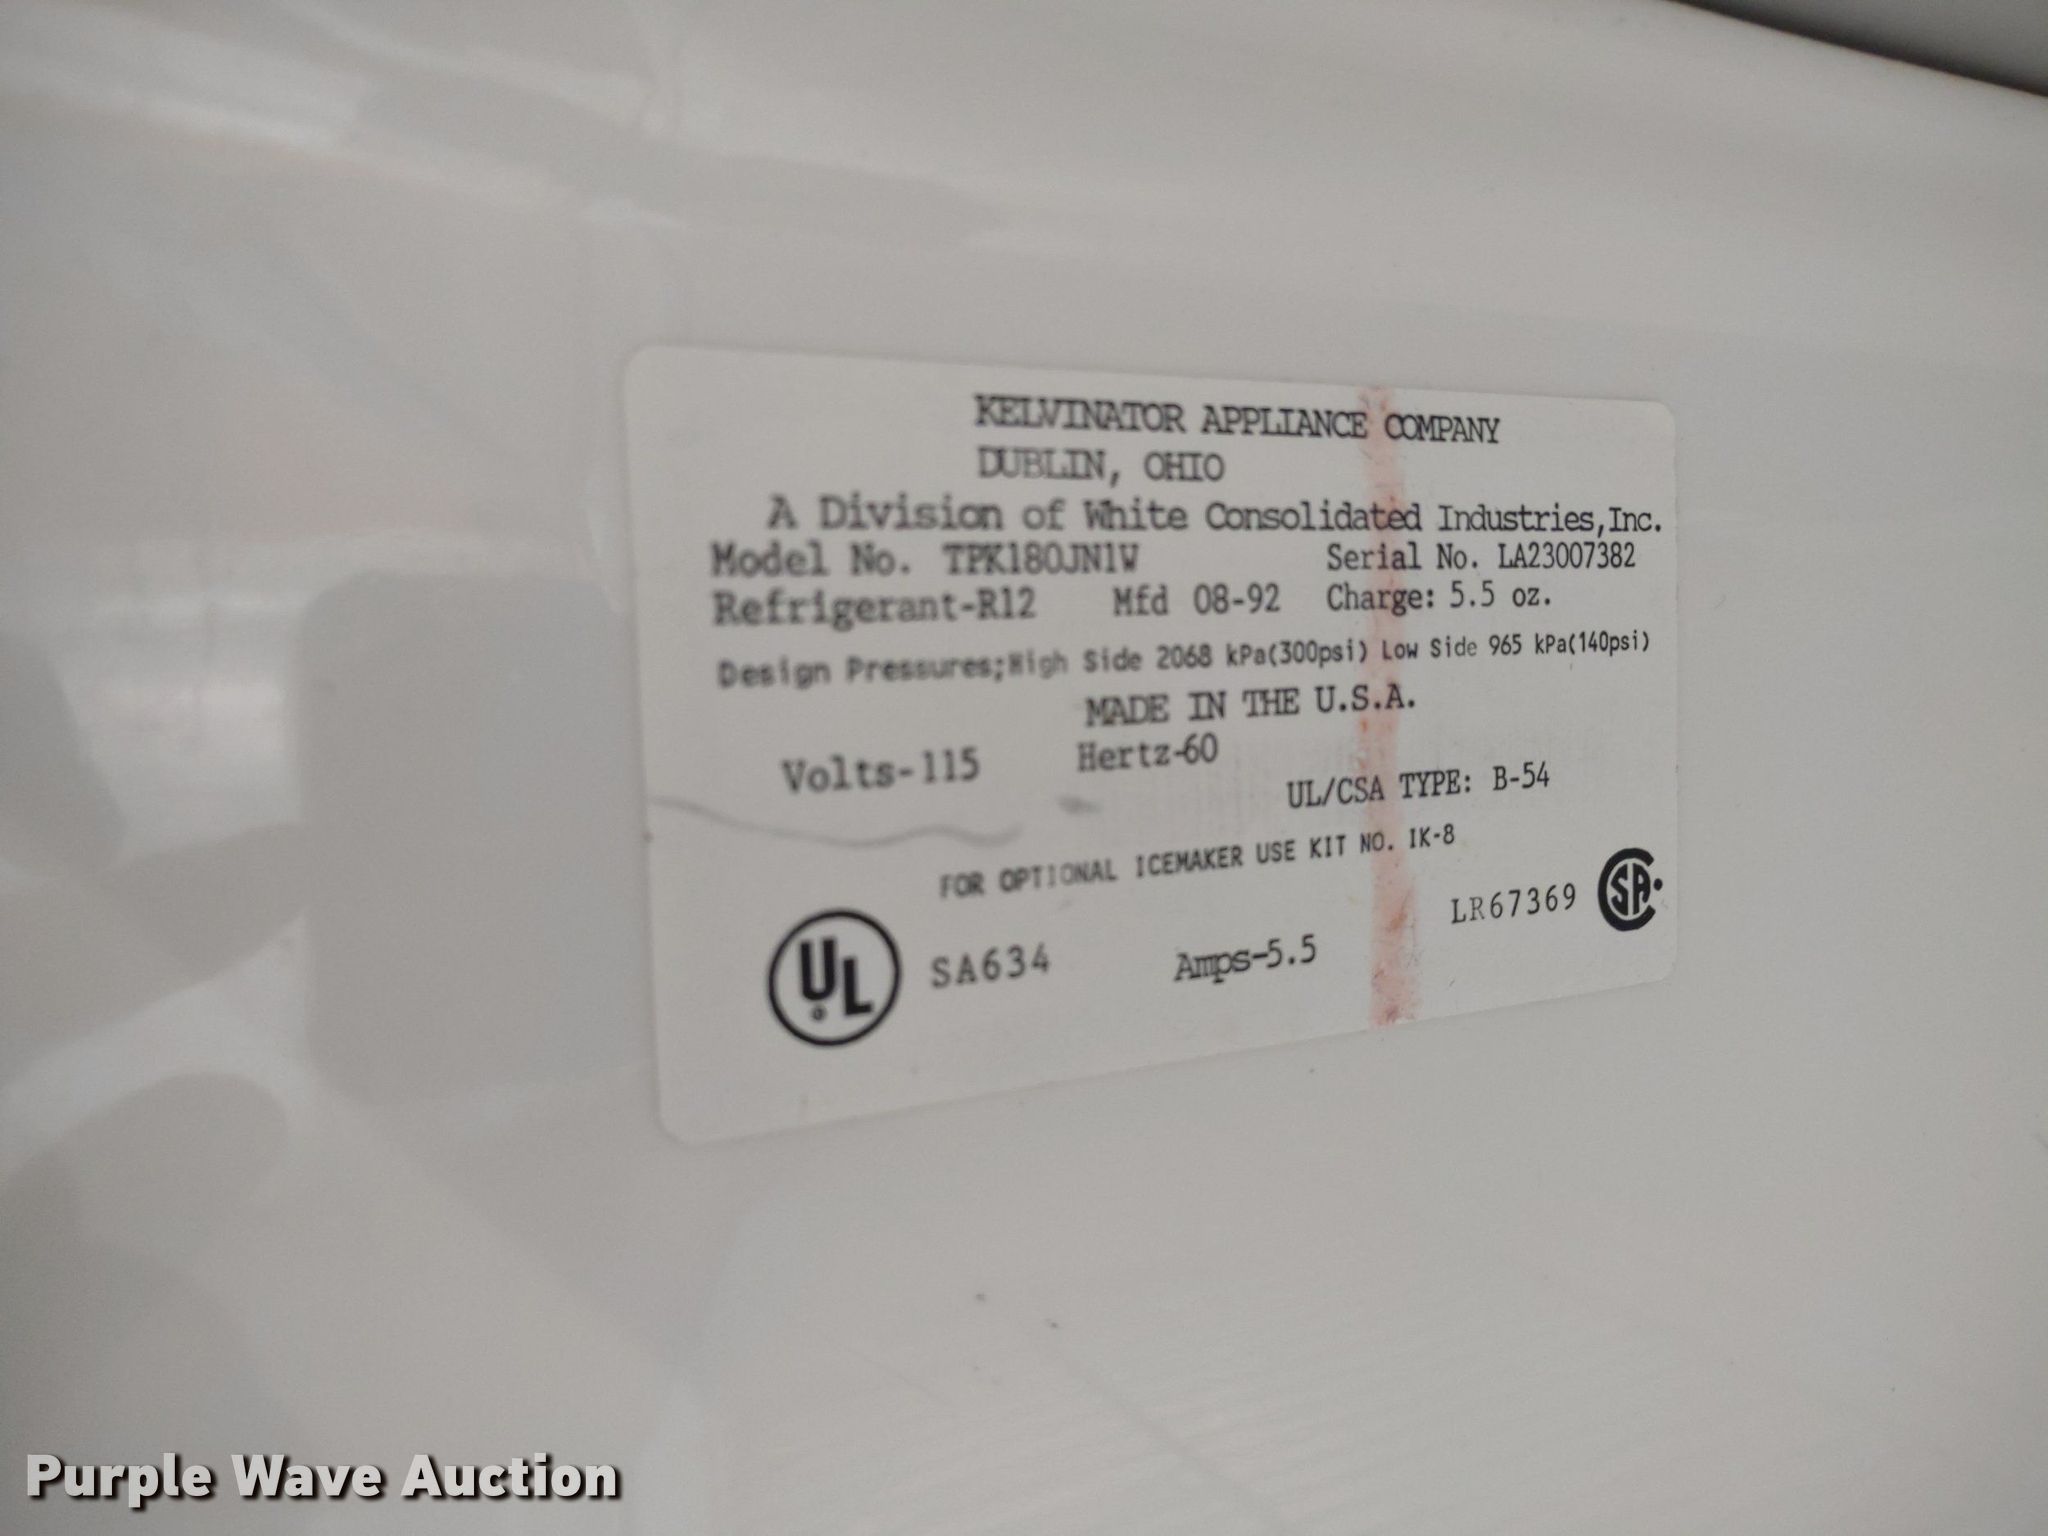 KELVINATOR APPLIANCE COMPANY
DUBLIN, OHIO
A Division of White Consolidated Industries,Inc.
Model No. TPK180JN1W Serial No. LA23007382
Refrigerant-R12 Mfd 08-92 Charge: 5.5 oz.
Design Pressures;High Side 2068 kPa(300psi) Low Side 965 kPa(140psi)
MADE IN THE U.S.A.
Volts-115 Hertz-60
UL/CSA TYPE: B-54
FOR OPTIONAL ICEMAKER USE KIT NO. IK-8
UL SA634 Amps-5.5 LR67369 SA
Purple Wave Auction